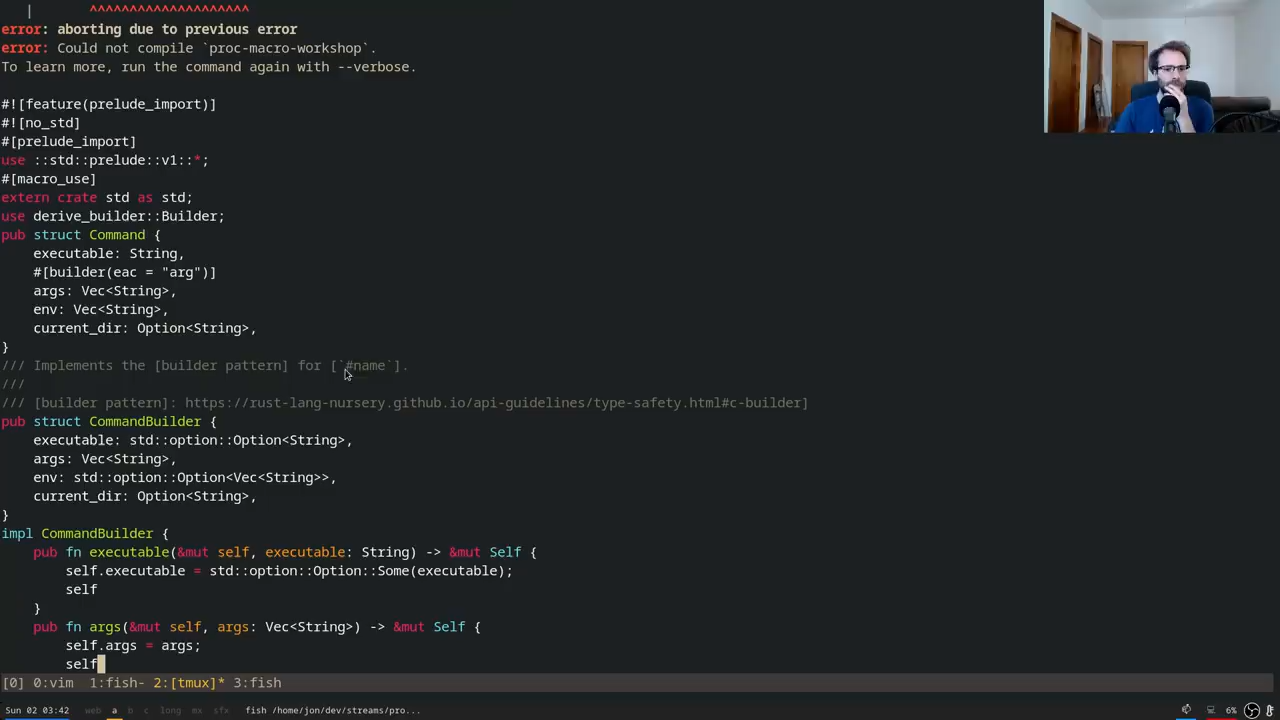 |       ^^^^^^^^^^^^^^^^^^^^
error: aborting due to previous error
error: Could not compile `proc-macro-workshop`.
To learn more, run the command again with --verbose.

#![feature(prelude_import)]
#![no_std]
#[prelude_import]
use ::std::prelude::v1::*;
#[macro_use]
extern crate std as std;
use derive_builder::Builder;
pub struct Command {
    executable: String,
    #[builder(eac = "arg")]
    args: Vec<String>,
    env: Vec<String>,
    current_dir: Option<String>,
}
/// Implements the [builder pattern] for [`#name`].
///
/// [builder pattern]: https://rust-lang-nursery.github.io/api-guidelines/type-safety.html#c-builder]
pub struct CommandBuilder {
    executable: std::option::Option<String>,
    args: Vec<String>,
    env: std::option::Option<Vec<String>>,
    current_dir: Option<String>,
}
impl CommandBuilder {
    pub fn executable(&mut self, executable: String) -> &mut Self {
        self.executable = std::option::Option::Some(executable);
        self
    }
    pub fn args(&mut self, args: Vec<String>) -> &mut Self {
        self.args = args;
        self
[0] 0:vim  1:fish- 2:[tmux]* 3:fish
Sun 02 03:42 web a b c long mx sfx fish /home/jon/dev/streams/pro... 6%